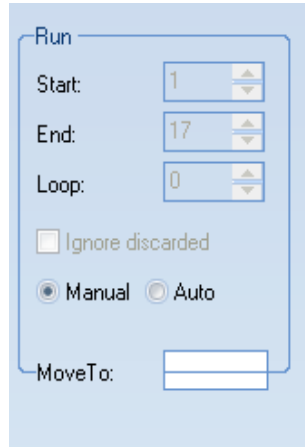 Run
Start: 1
End: 17
Loop: 0
Ignore discarded
Manual Auto
MoveTo: